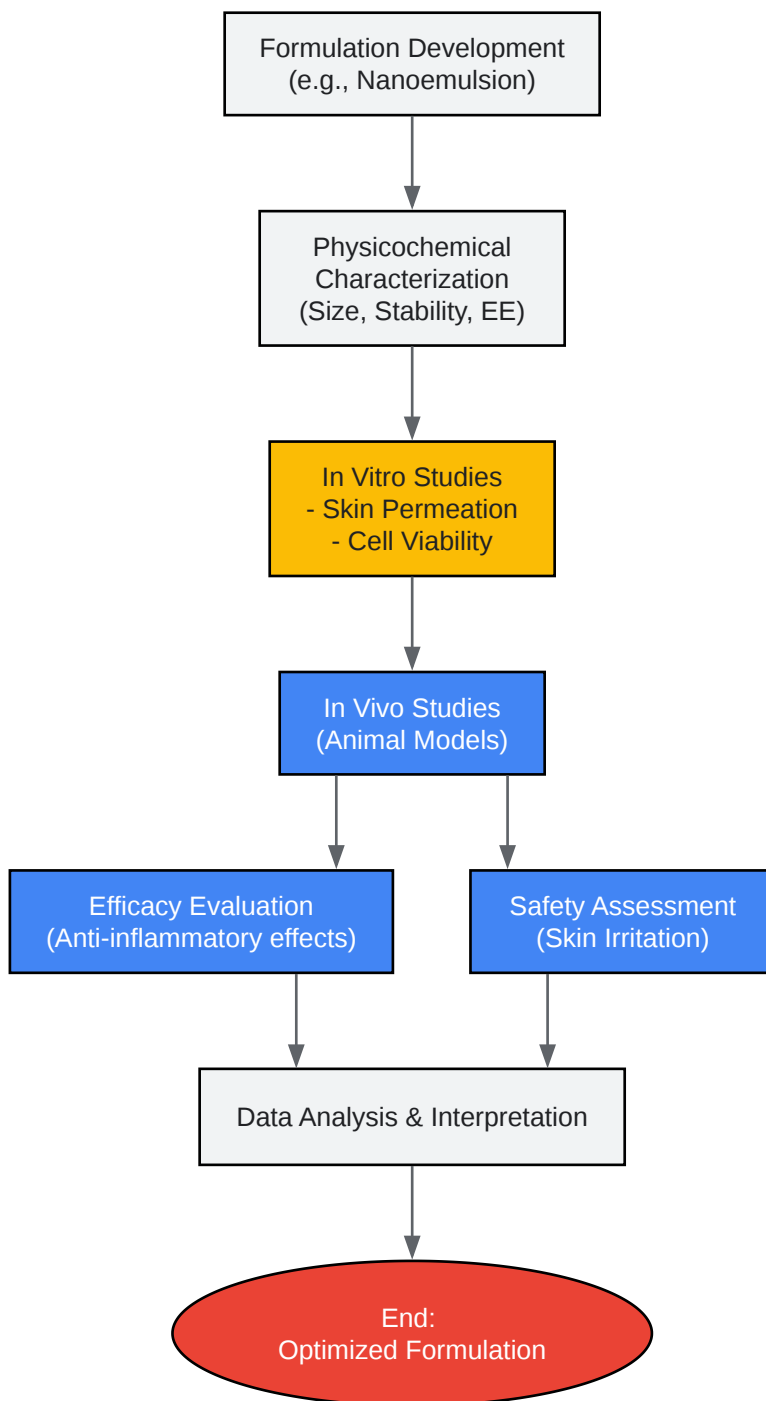 Formulation Development
(e.g., Nanoemulsion)
Physicochemical
Characterization
(Size, Stability, EE)
In Vitro Studies
- Skin Permeation
- Cell Viability
In Vivo Studies
(Animal Models)
Efficacy Evaluation
(Anti-inflammatory effects)
Safety Assessment
(Skin Irritation)
Data Analysis & Interpretation
End:
Optimized Formulation